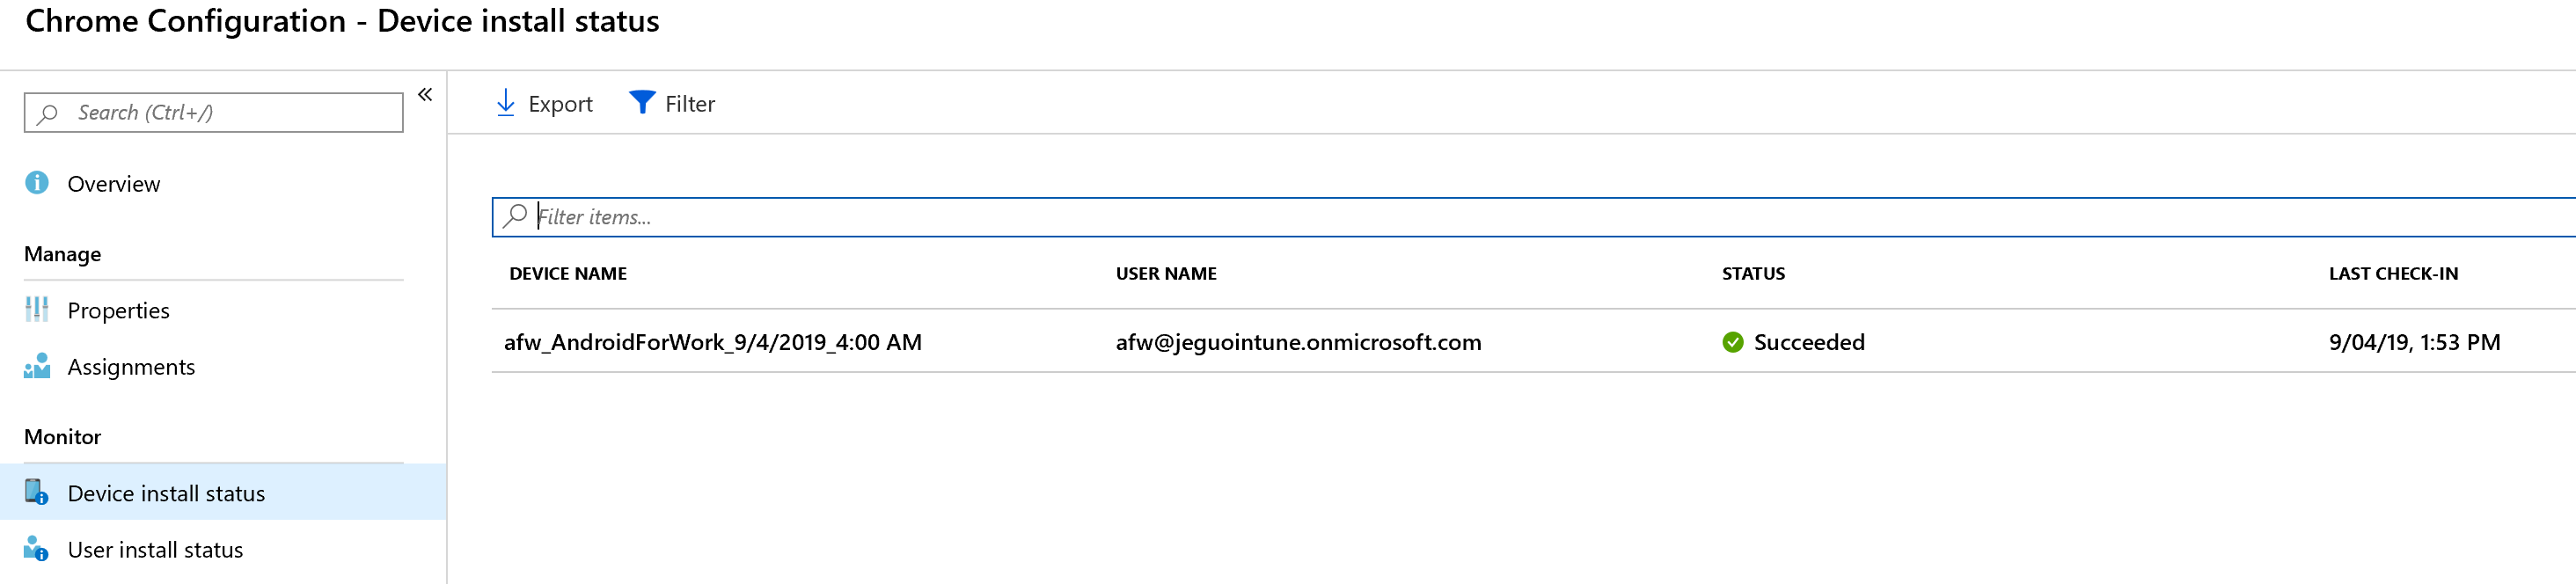 Chrome Configuration - Device install status
Search (Ctrl+/)
«
Overview
Manage
Properties
Assignments
Monitor
Device install status
User install status
Export Filter
Filter items...
DEVICE NAME USER NAME STATUS LAST CHECK-IN
afw_AndroidForWork_9/4/2019_4:00 AM afw@jeguointune.onmicrosoft.com Succeeded 9/04/19, 1:53 PM